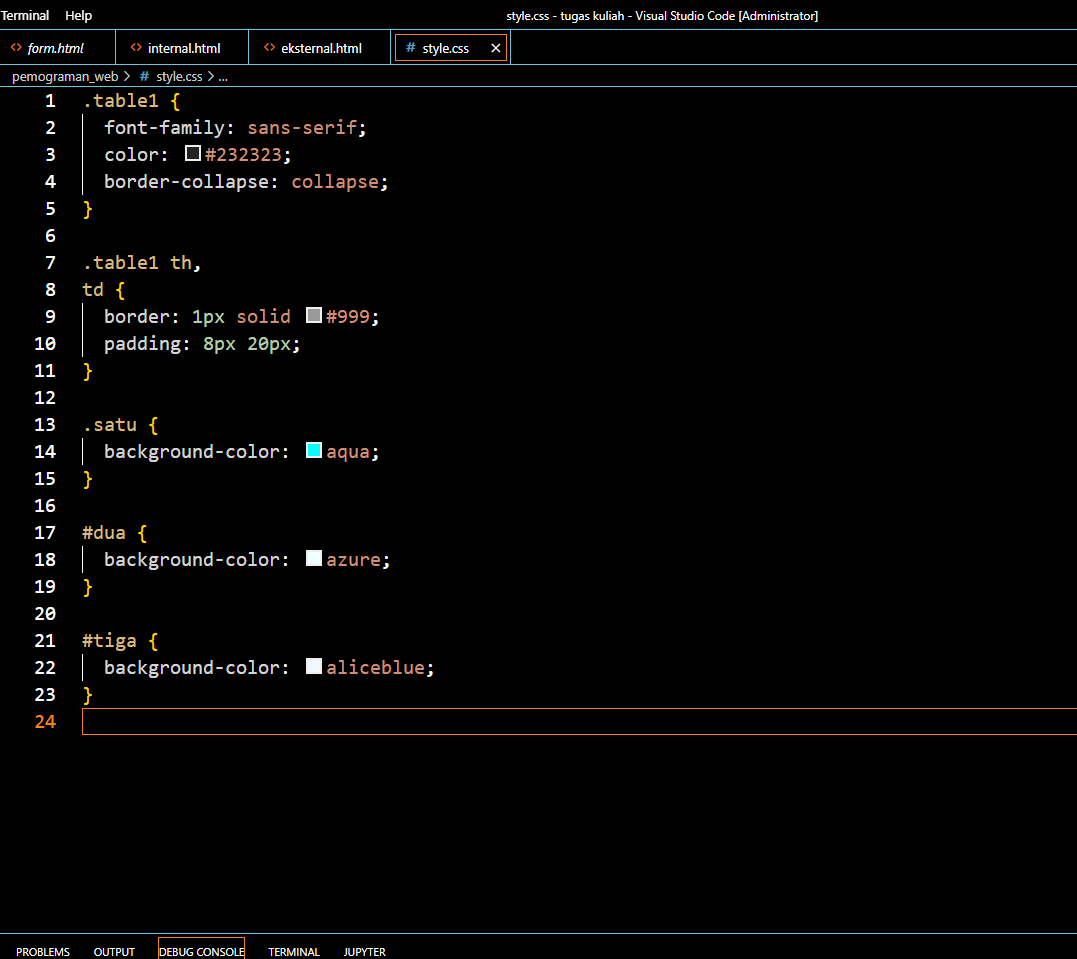 Terminal Help style.css - tugas kuliah - Visual Studio Code [Administrator]
<> form.html <> internal.html <> eksternal.html # style.css ×
pemograman_web > # style.css > ...
1 .table1 {
2 font-family: sans-serif;
3 color: #232323;
4 border-collapse: collapse;
5 }
6
7 .table1 th,
8 td {
9 border: 1px solid #999;
10 padding: 8px 20px;
11 }
12
13 .satu {
14 background-color: aqua;
15 }
16
17 #dua {
18 background-color: azure;
19 }
20
21 #tiga {
22 background-color: aliceblue;
23 }
24
PROBLEMS OUTPUT DEBUG CONSOLE TERMINAL JUPYTER